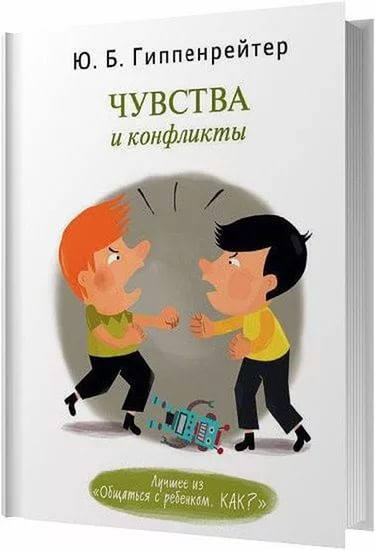 Ю. Б. Гиппенрейтер
ЧУВСТВА
и конфликты
Лучшее из
«Общаться с ребенком. КАК?»